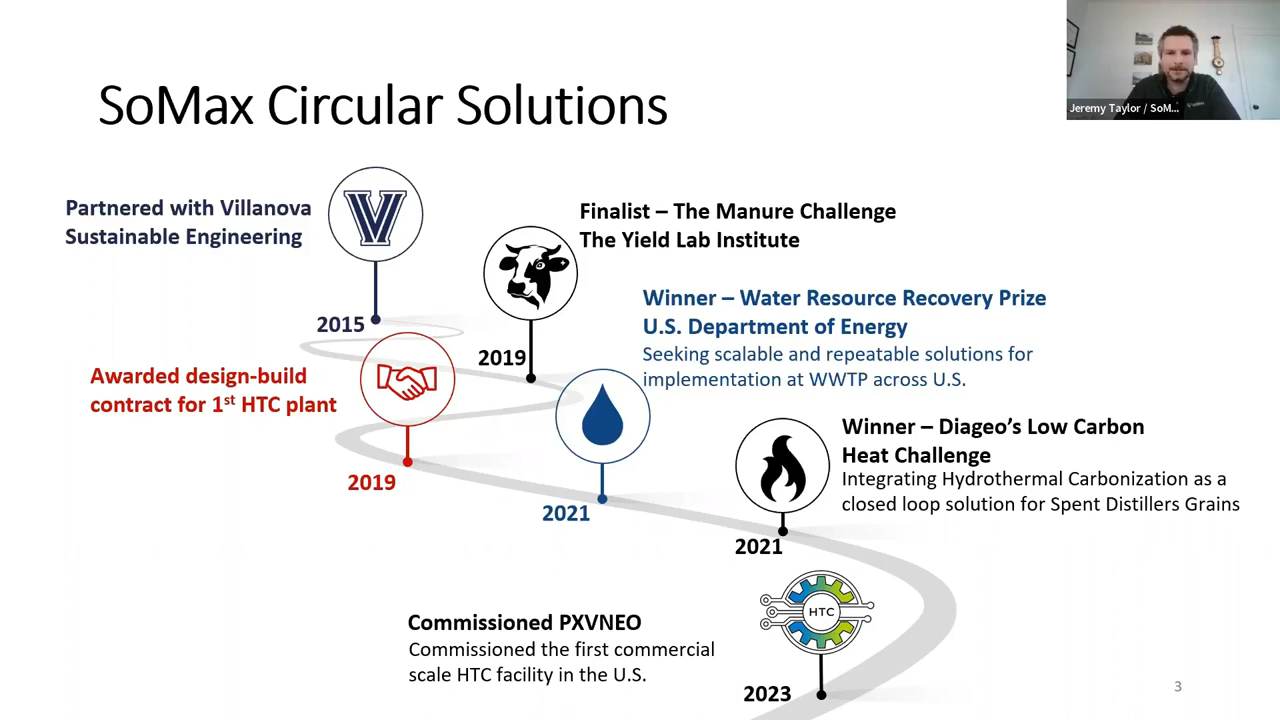 Jeremy Taylor / SoM...
SoMax Circular Solutions
Partnered with Villanova
Sustainable Engineering
V
2015
Finalist – The Manure Challenge
The Yield Lab Institute
2019
Awarded design-build
contract for 1st HTC plant
2019
Winner – Water Resource Recovery Prize
U.S. Department of Energy
Seeking scalable and repeatable solutions for
implementation at WWTP across U.S.
2021
Winner – Diageo's Low Carbon
Heat Challenge
Integrating Hydrothermal Carbonization as a
closed loop solution for Spent Distillers Grains
2021
HTC
Commissioned PXVNEO
Commissioned the first commercial
scale HTC facility in the U.S.
2023
3